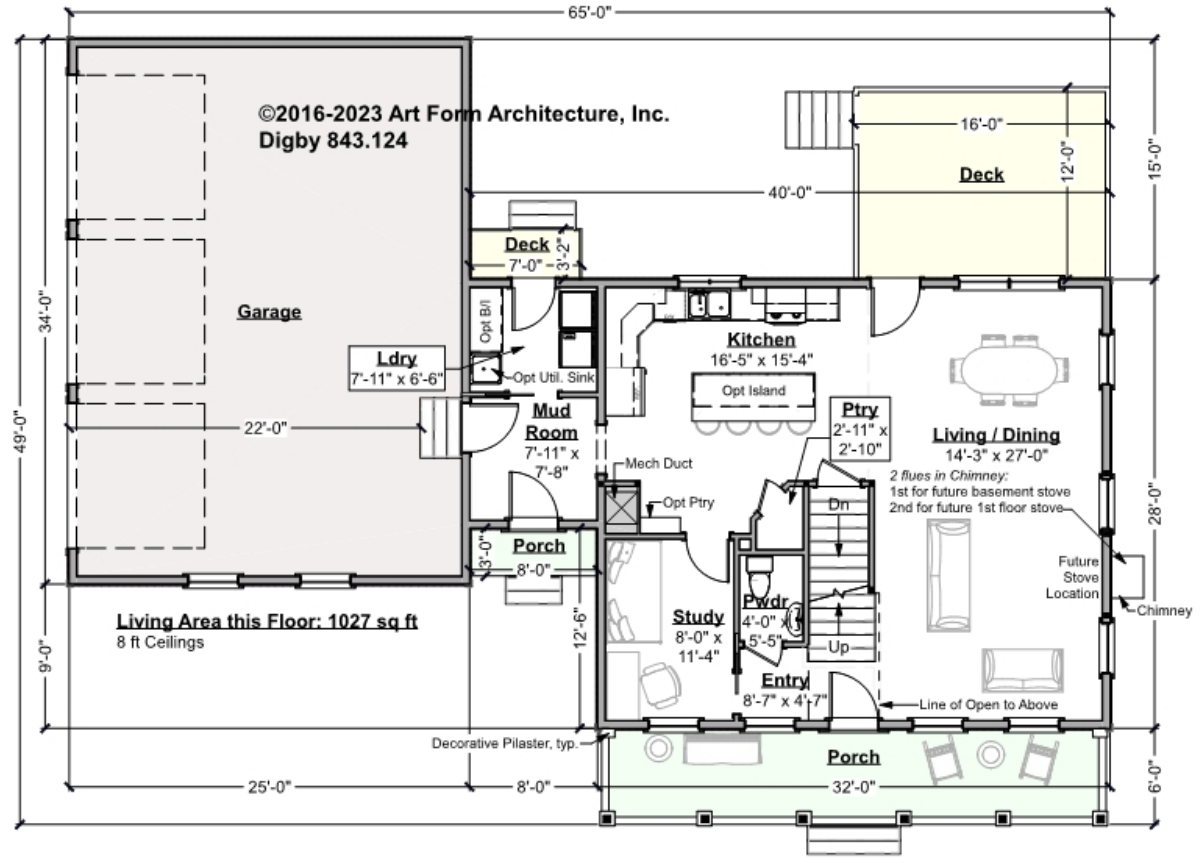 65'-0"
©2016-2023 Art Form Architecture, Inc.
Digby 843.124
16'-0"
12'-0"
15'-0"
Deck
40'-0"
Deck
7'-0"
3'-2"
34'-0"
49'-0"
Garage
Opt B/I
Ldry
7'-11" x 6'-6"
Opt Util. Sink
Kitchen
16'-5" x 15'-4"
Opt Island
22'-0"
Mud
Room
7'-11" x
7'-8"
Ptry
2'-11" x
2'-10"
Living / Dining
14'-3" x 27'-0"
2 flues in Chimney:
1st for future basement stove
2nd for future 1st floor stove
28'-0"
Mech Duct
Opt Ptry
Dn
3'-0"
Porch
8'-0"
Future
Stove
Location
Chimney
Living Area this Floor: 1027 sq ft
8 ft Ceilings
9'-0"
12'-6"
Study
8'-0" x
11'-4"
Pwdr
4'-0" x
5'-5"
Up
Entry
8'-7" x 4'-7"
Line of Open to Above
Decorative Pilaster, typ.
Porch
25'-0"
8'-0"
32'-0"
6'-0"